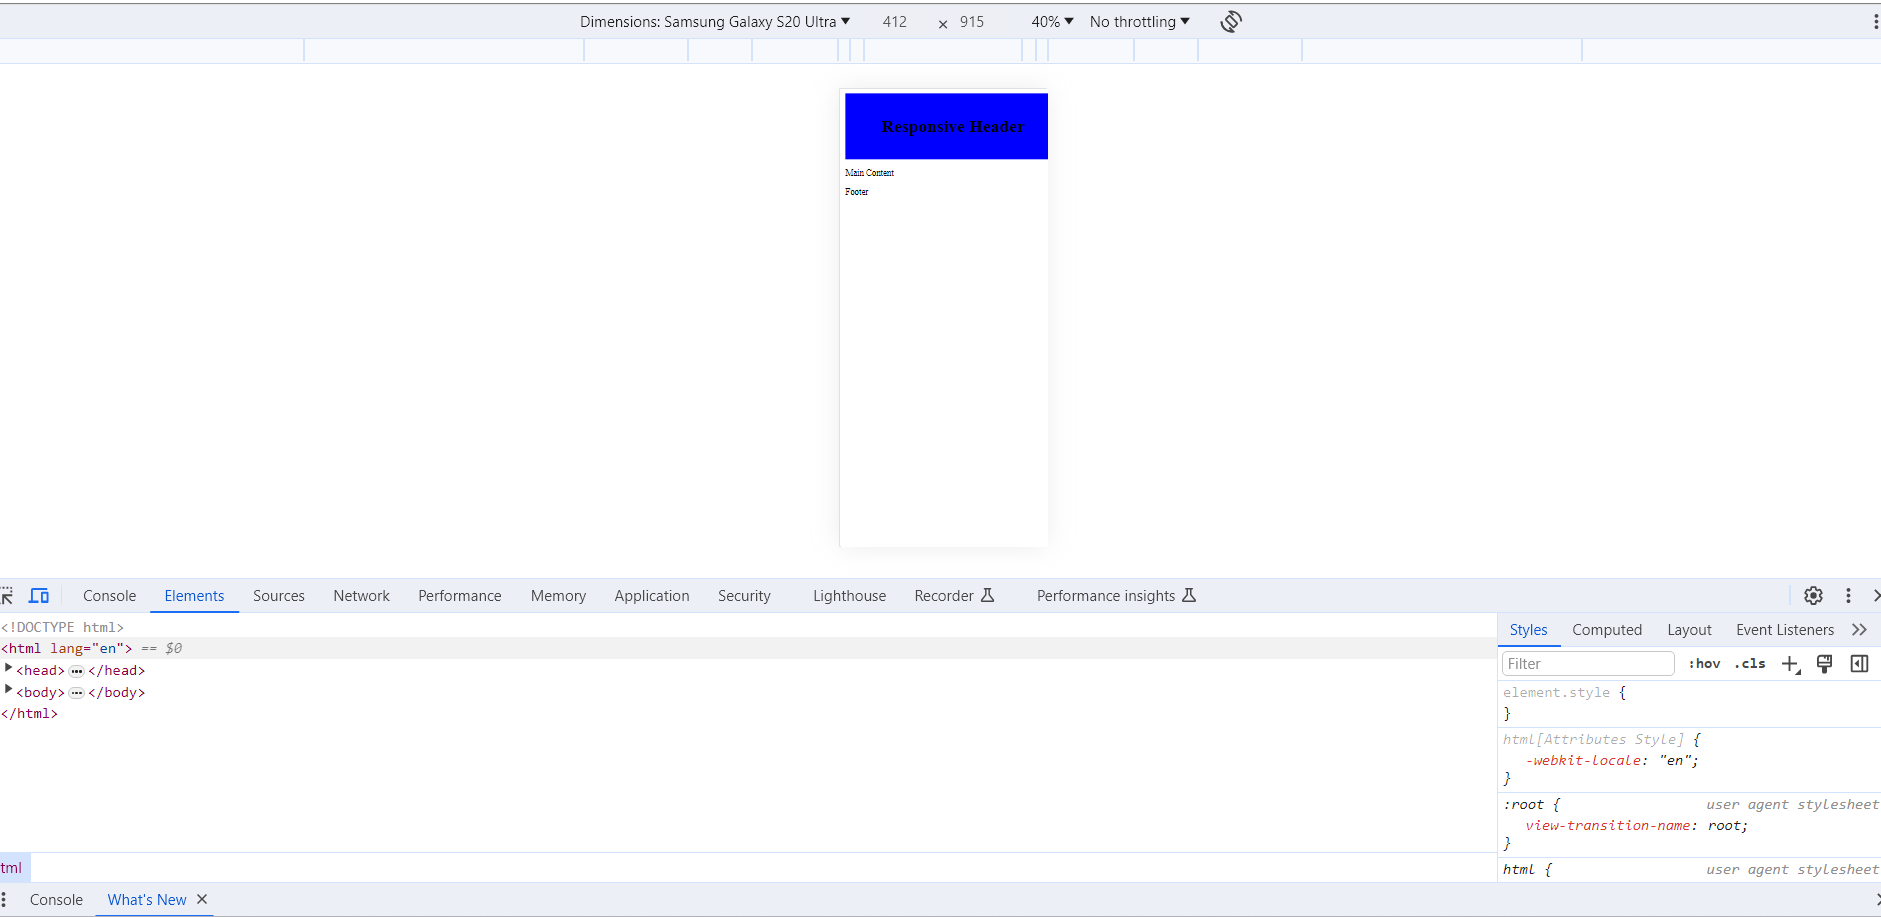 Dimensions: Samsung Galaxy S20 Ultra 412 × 915 40% No throttling
Responsive Header
Main Content
Footer
Console Elements Sources Network Performance Memory Application Security Lighthouse Recorder Performance insights
<!DOCTYPE html>
<html lang="en"> == $0
<head> ... </head>
<body> ... </body>
</html>
tml
Styles Computed Layout Event Listeners
Filter :hov .cls
element.style {
}
html[Attributes Style] {
-webkit-locale: "en";
}
:root { user agent stylesheet
view-transition-name: root;
}
html { user agent stylesheet
Console What's New